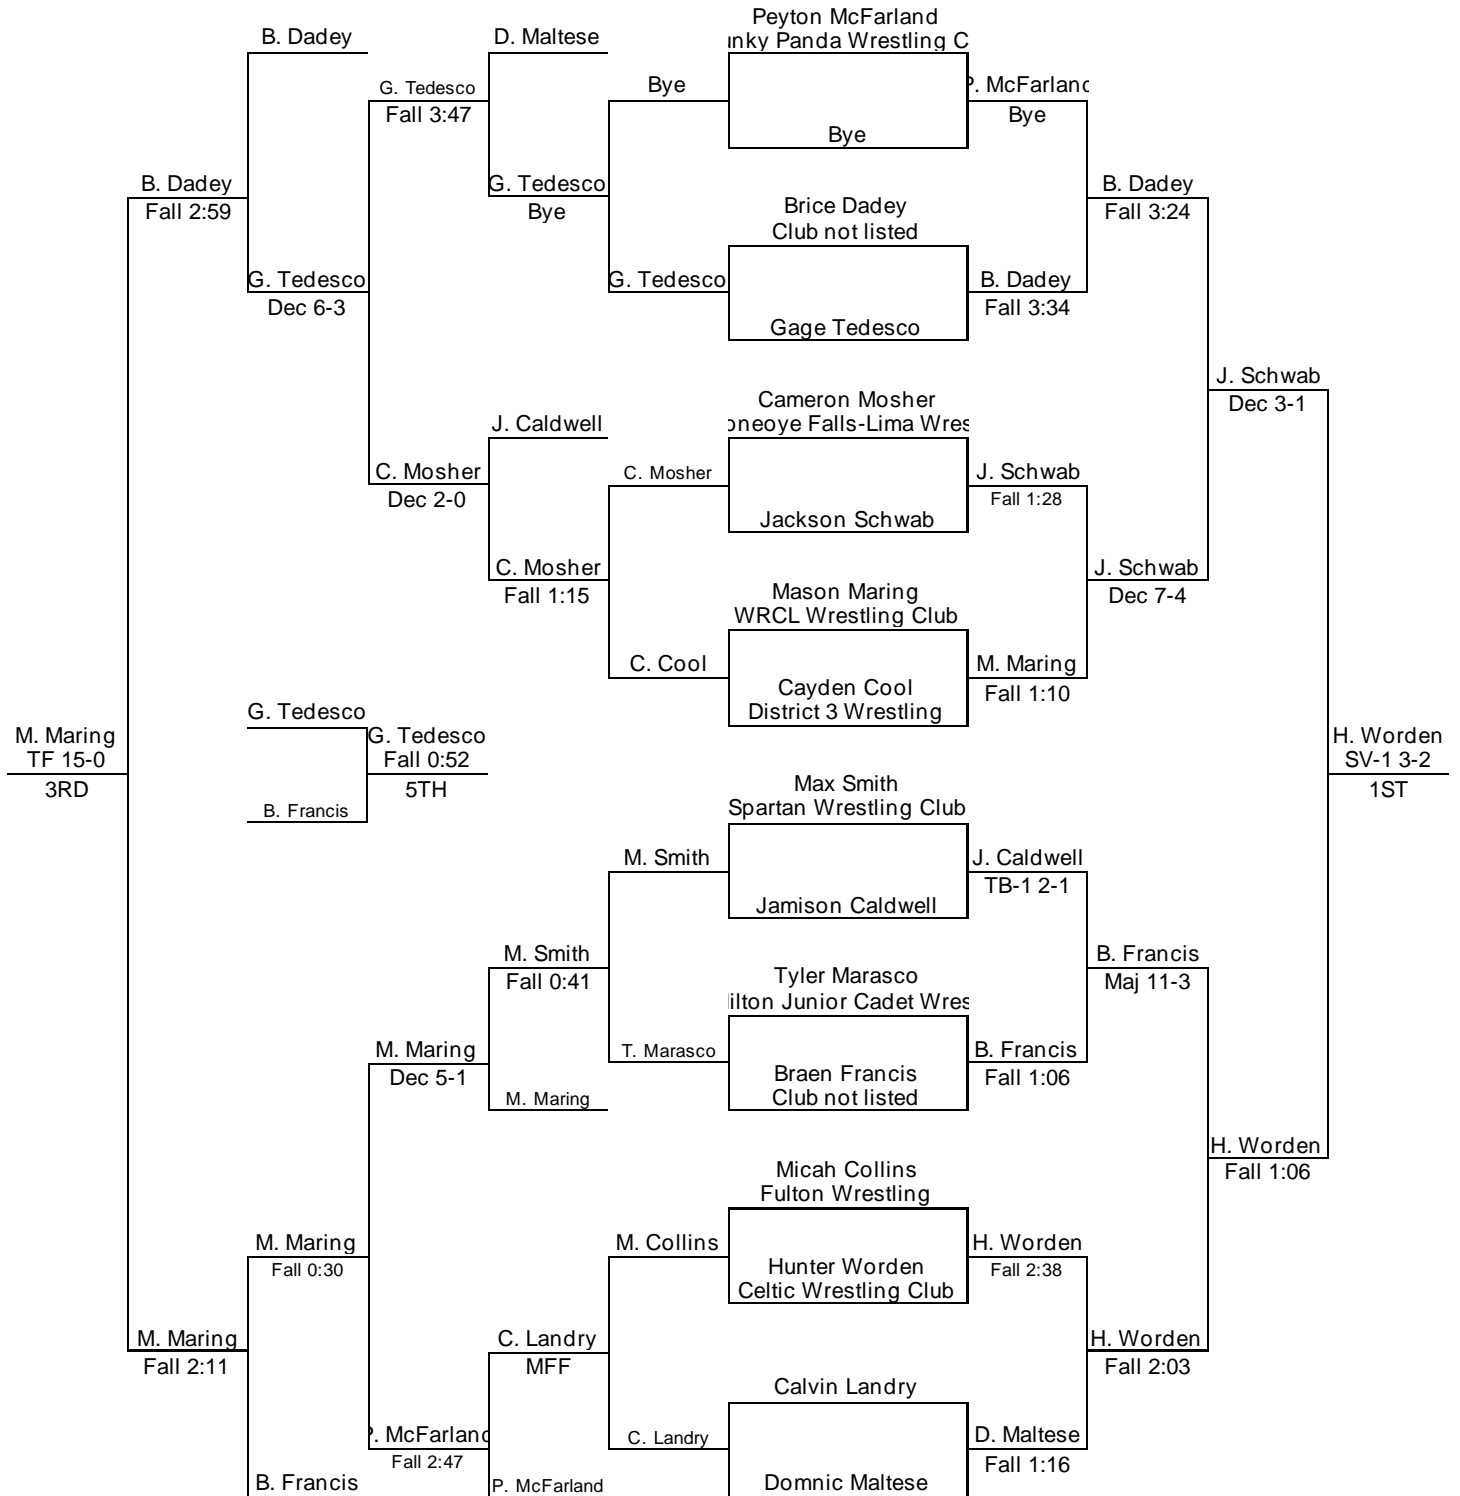 Peyton McFarland
unky Panda Wrestling C
B. Dadey
D. Maltese
G. Tedesco
Fall 3:47
Bye
P. McFarland
Bye
Bye
B. Dadey
Fall 2:59
G. Tedesco
Bye
Brice Dadey
Club not listed
B. Dadey
Fall 3:24
G. Tedesco
Dec 6-3
G. Tedesco
B. Dadey
Fall 3:34
Gage Tedesco
J. Schwab
Dec 3-1
Cameron Mosher
oneoye Falls-Lima Wres
J. Caldwell
C. Mosher
Dec 2-0
C. Mosher
J. Schwab
Fall 1:28
Jackson Schwab
C. Mosher
Fall 1:15
J. Schwab
Dec 7-4
Mason Maring
WRCL Wrestling Club
C. Cool
M. Maring
Fall 1:10
Cayden Cool
District 3 Wrestling
G. Tedesco
M. Maring
TF 15-0
3RD
G. Tedesco
Fall 0:52
5TH
H. Worden
SV-1 3-2
1ST
B. Francis
Max Smith
Spartan Wrestling Club
M. Smith
J. Caldwell
TB-1 2-1
Jamison Caldwell
M. Smith
Fall 0:41
B. Francis
Maj 11-3
Tyler Marasco
ilton Junior Cadet Wres
M. Maring
Dec 5-1
T. Marasco
B. Francis
Fall 1:06
Braen Francis
Club not listed
M. Maring
H. Worden
Fall 1:06
Micah Collins
Fulton Wrestling
M. Maring
Fall 0:30
M. Collins
H. Worden
Fall 2:38
Hunter Worden
Celtic Wrestling Club
M. Maring
Fall 2:11
C. Landry
MFF
H. Worden
Fall 2:03
Calvin Landry
P. McFarland
Fall 2:47
C. Landry
D. Maltese
Fall 1:16
B. Francis
P. McFarland
Domnic Maltese